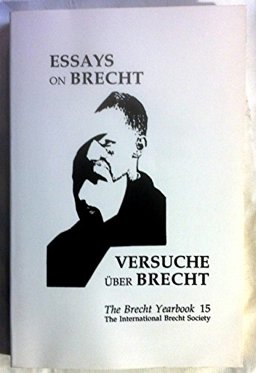 ESSAYS
ON BRECHT
VERSUCHE
ÜBER BRECHT
The Brecht Yearbook 15
The International Brecht Society